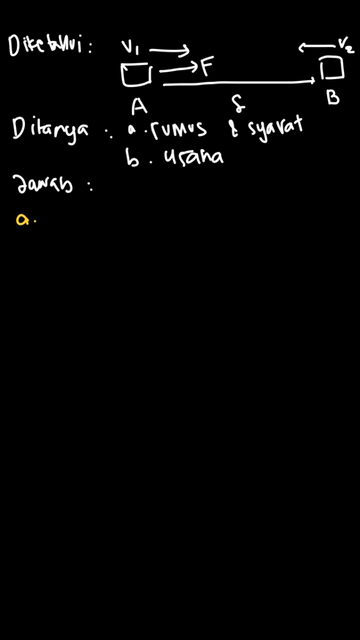 Diketahui : V1 V2
F
A S B
Ditanya : a. rumus & syarat
b. usaha
Jawab :
a.